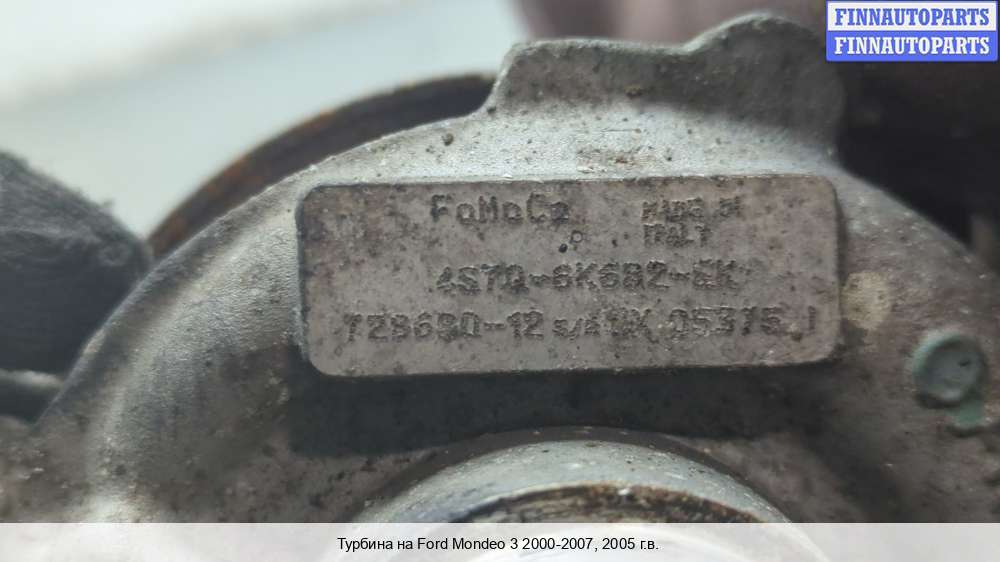 FINNAUTOPARTS
FINNAUTOPARTS
FoMoCo
MADE IN
ITALY
4S7Q-6K682-EK
728680-12 s/n
Турбина на Ford Mondeo 3 2000-2007, 2005 г.в.